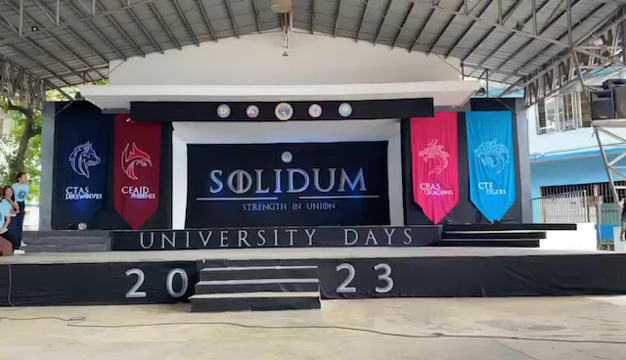 SOLIDUM
STRENGTH IN UNION
CTAS
DIREWOLVES
CEAID
PHOENIX
CEAS
DRAGONS
CTE
TIGERS
UNIVERSITY DAYS
2023